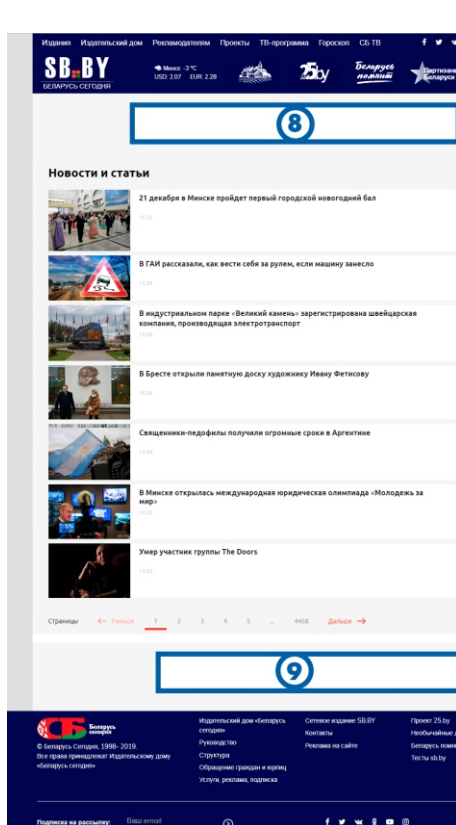 Издания Издательский дом Рекламодателям Проекты ТВ-программа Гороскоп СБ ТВ
SB.BY
БЕЛАРУСЬ СЕГОДНЯ
Минск: -3 °C
USD: 2.07 EUR: 2.28
25by
Беларусь
помнит
Партизаны
Беларуси
8
Новости и статьи
21 декабря в Минске пройдет первый городской новогодний бал
В ГАИ рассказали, как вести себя за рулем, если машину занесло
В индустриальном парке «Великий камень» зарегистрирована швейцарская
компания, производящая электротранспорт
В Бресте открыли памятную доску художнику Ивану Фетисову
Священники-педофилы получили огромные сроки в Аргентине
В Минске открылась международная юридическая олимпиада «Молодежь за
мир»
Умер участник группы The Doors
Страницы ← Раньше 1 2 3 4 5 ... 4468 Дальше →
9
СБ Беларусь
сегодня
© Беларусь Сегодня, 1998- 2019.
Все права принадлежат Издательскому дому
«Беларусь сегодня»
Издательский дом «Беларусь
сегодня»
Руководство
Структура
Обращение граждан и юрлиц
Услуги, реклама, подписка
Сетевое издание SB.BY
Контакты
Реклама на сайте
Проект 25.by
Необычайные
Беларусь
Тесты sb.by
Подписка на рассылку: Ваш email